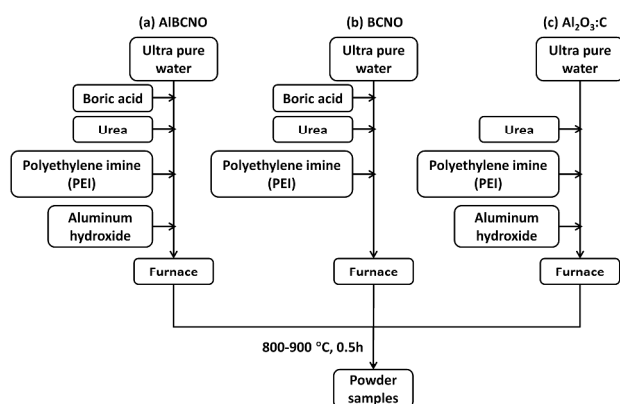 (a) AlBCNO
(b) BCNO
(c) Al₂O₃:C
Ultra pure
water
Ultra pure
water
Ultra pure
water
Boric acid
Boric acid
Urea
Urea
Urea
Polyethylene imine
(PEI)
Polyethylene imine
(PEI)
Polyethylene imine
(PEI)
Aluminum
hydroxide
Aluminum
hydroxide
Furnace
Furnace
Furnace
800-900 °C, 0.5h
Powder
samples